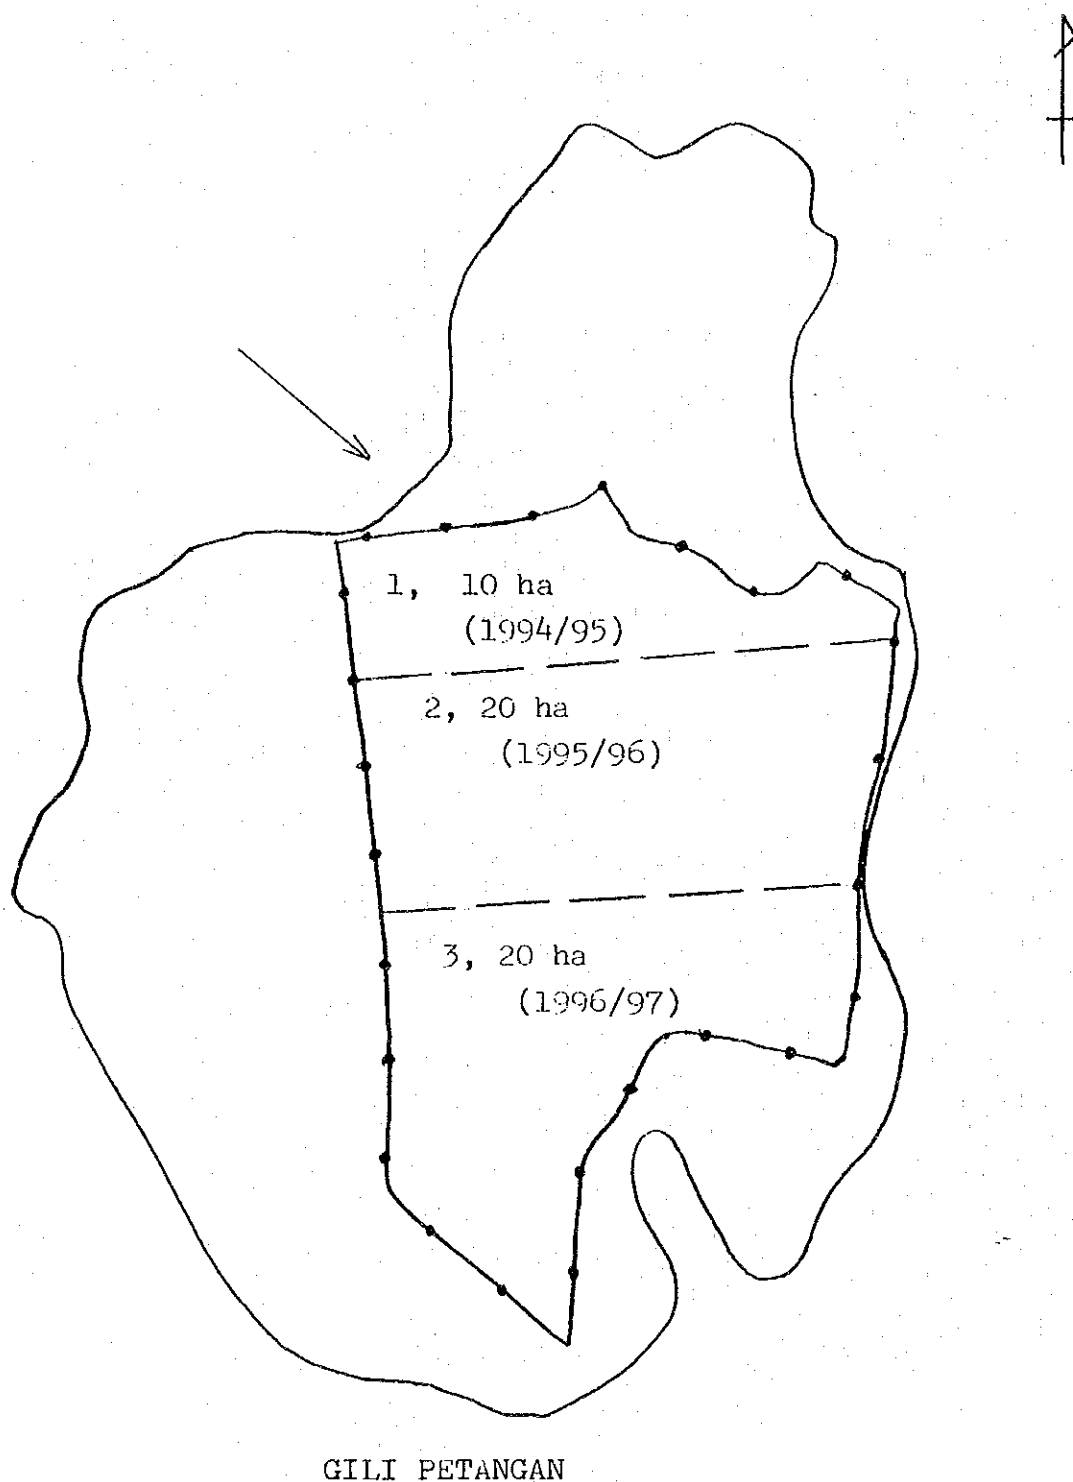 1, 10 ha
(1994/95)
2, 20 ha
(1995/96)
3, 20 ha
(1996/97)
GILI PETANGAN